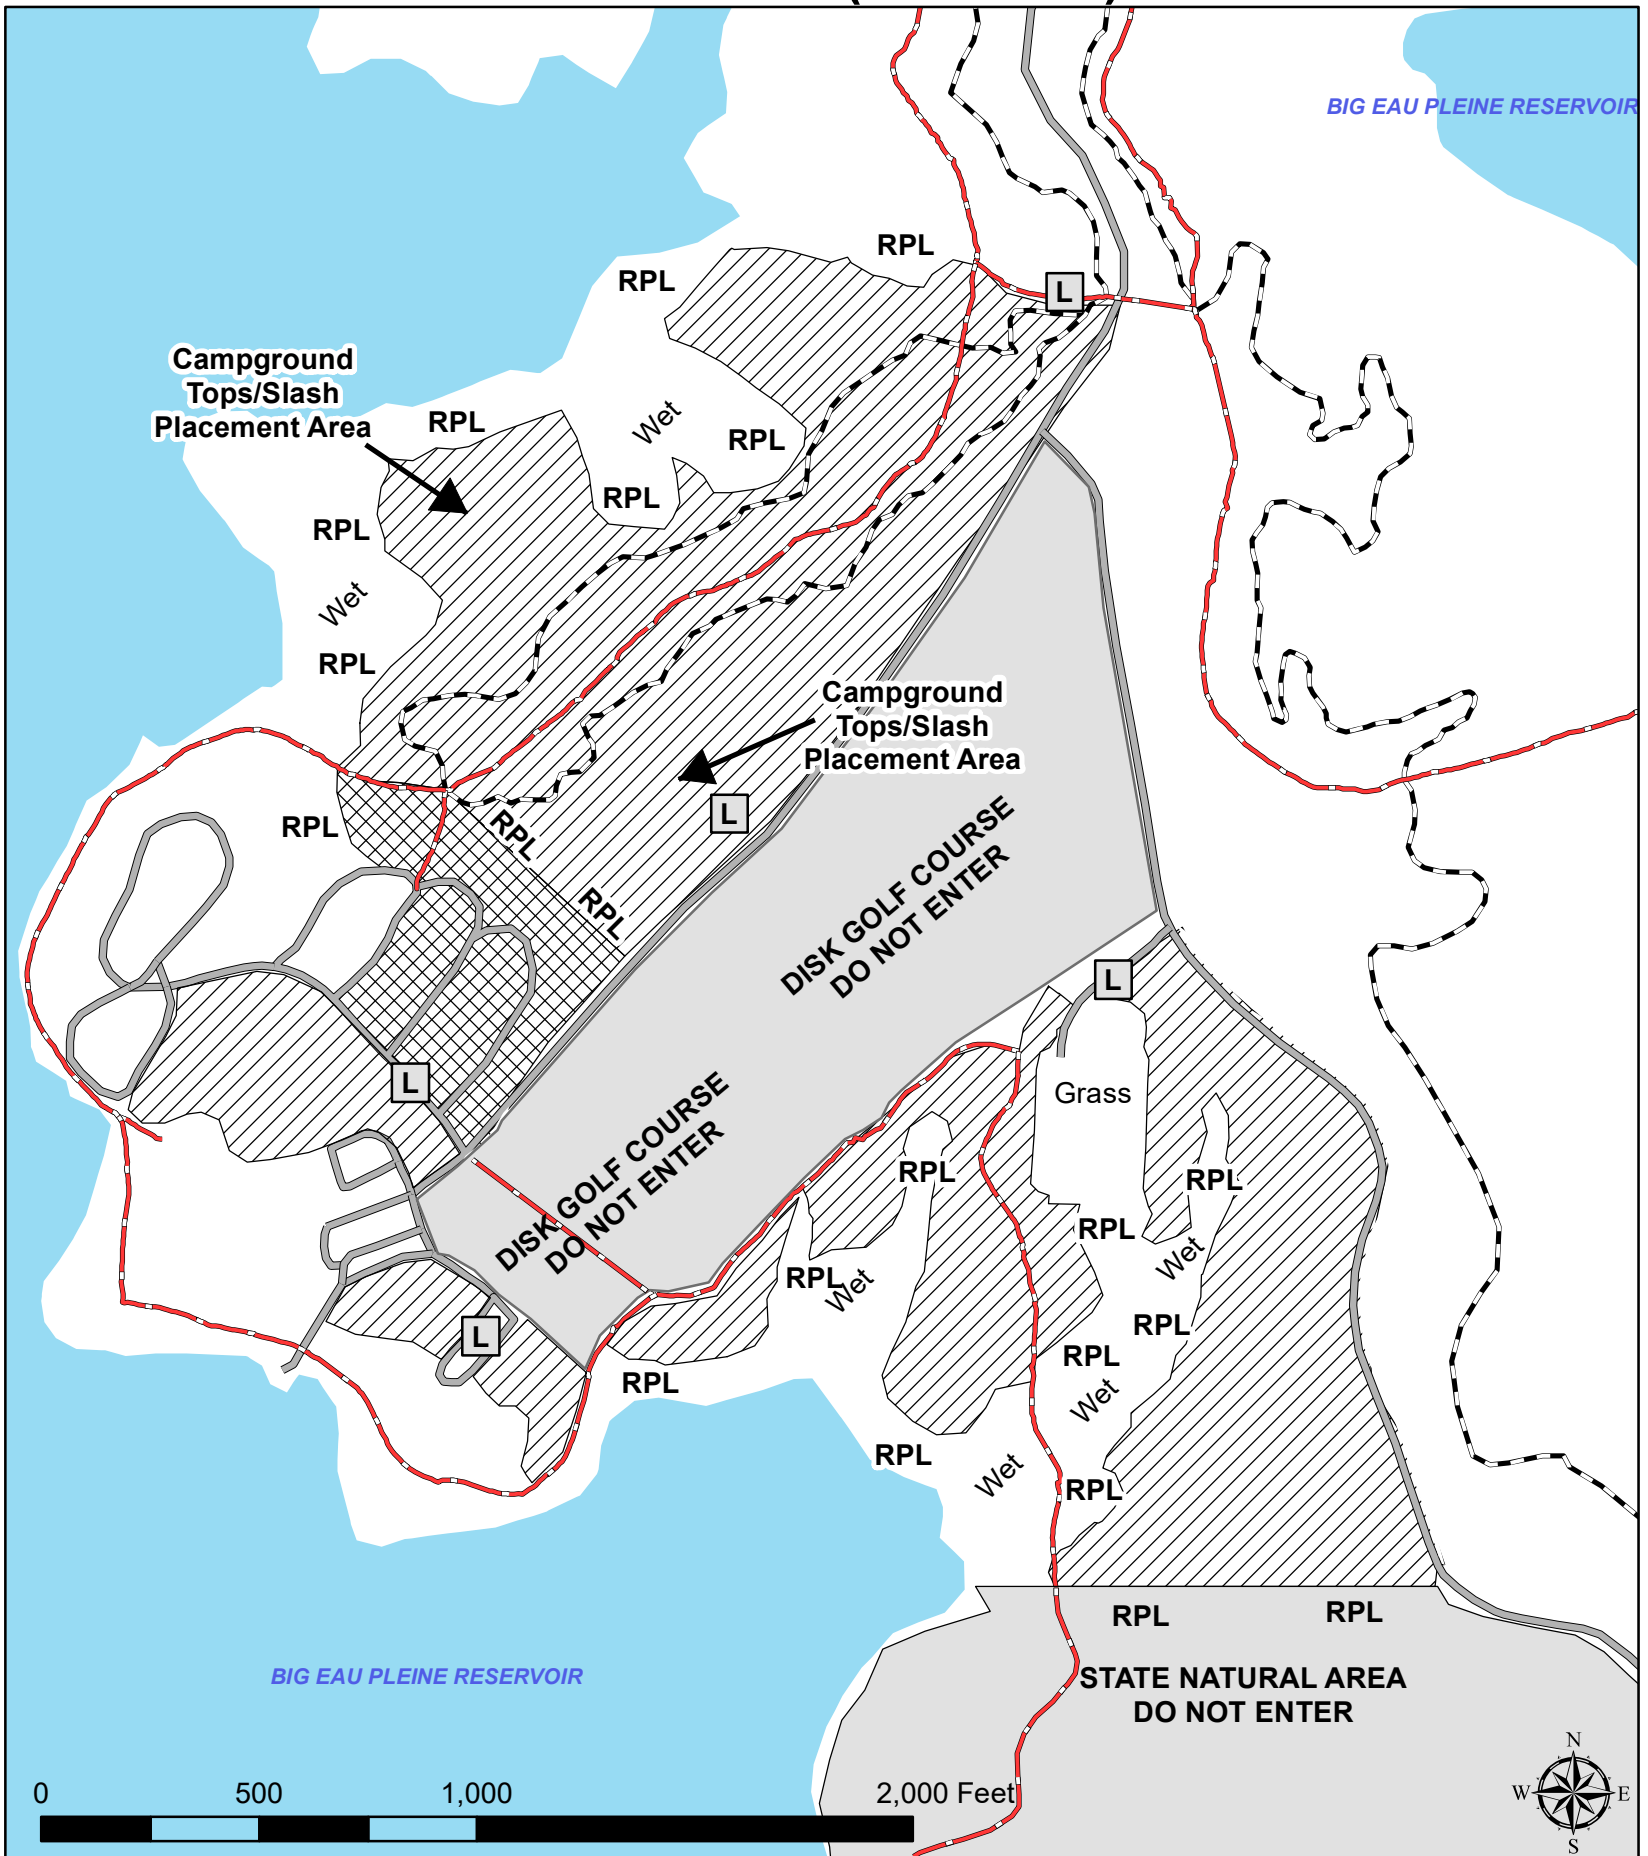 BIG EAU PLEINE RESERVOIR
RPL
RPL
L
Campground
Tops/Slash
Placement Area
RPL
Wet
RPL
RPL
RPL
Wet
RPL
Campground
Tops/Slash
Placement Area
L
RPL
RPL
RPL
DISK GOLF COURSE
DO NOT ENTER
L
L
Grass
DISK GOLF COURSE
DO NOT ENTER
RPL
RPL
RPL
Wet
RPL
Wet
L
RPL
RPL
RPL
Wet
RPL
Wet
RPL
RPL
RPL
STATE NATURAL AREA
DO NOT ENTER
BIG EAU PLEINE RESERVOIR
N
W E
S
0 500 1,000 2,000 Feet